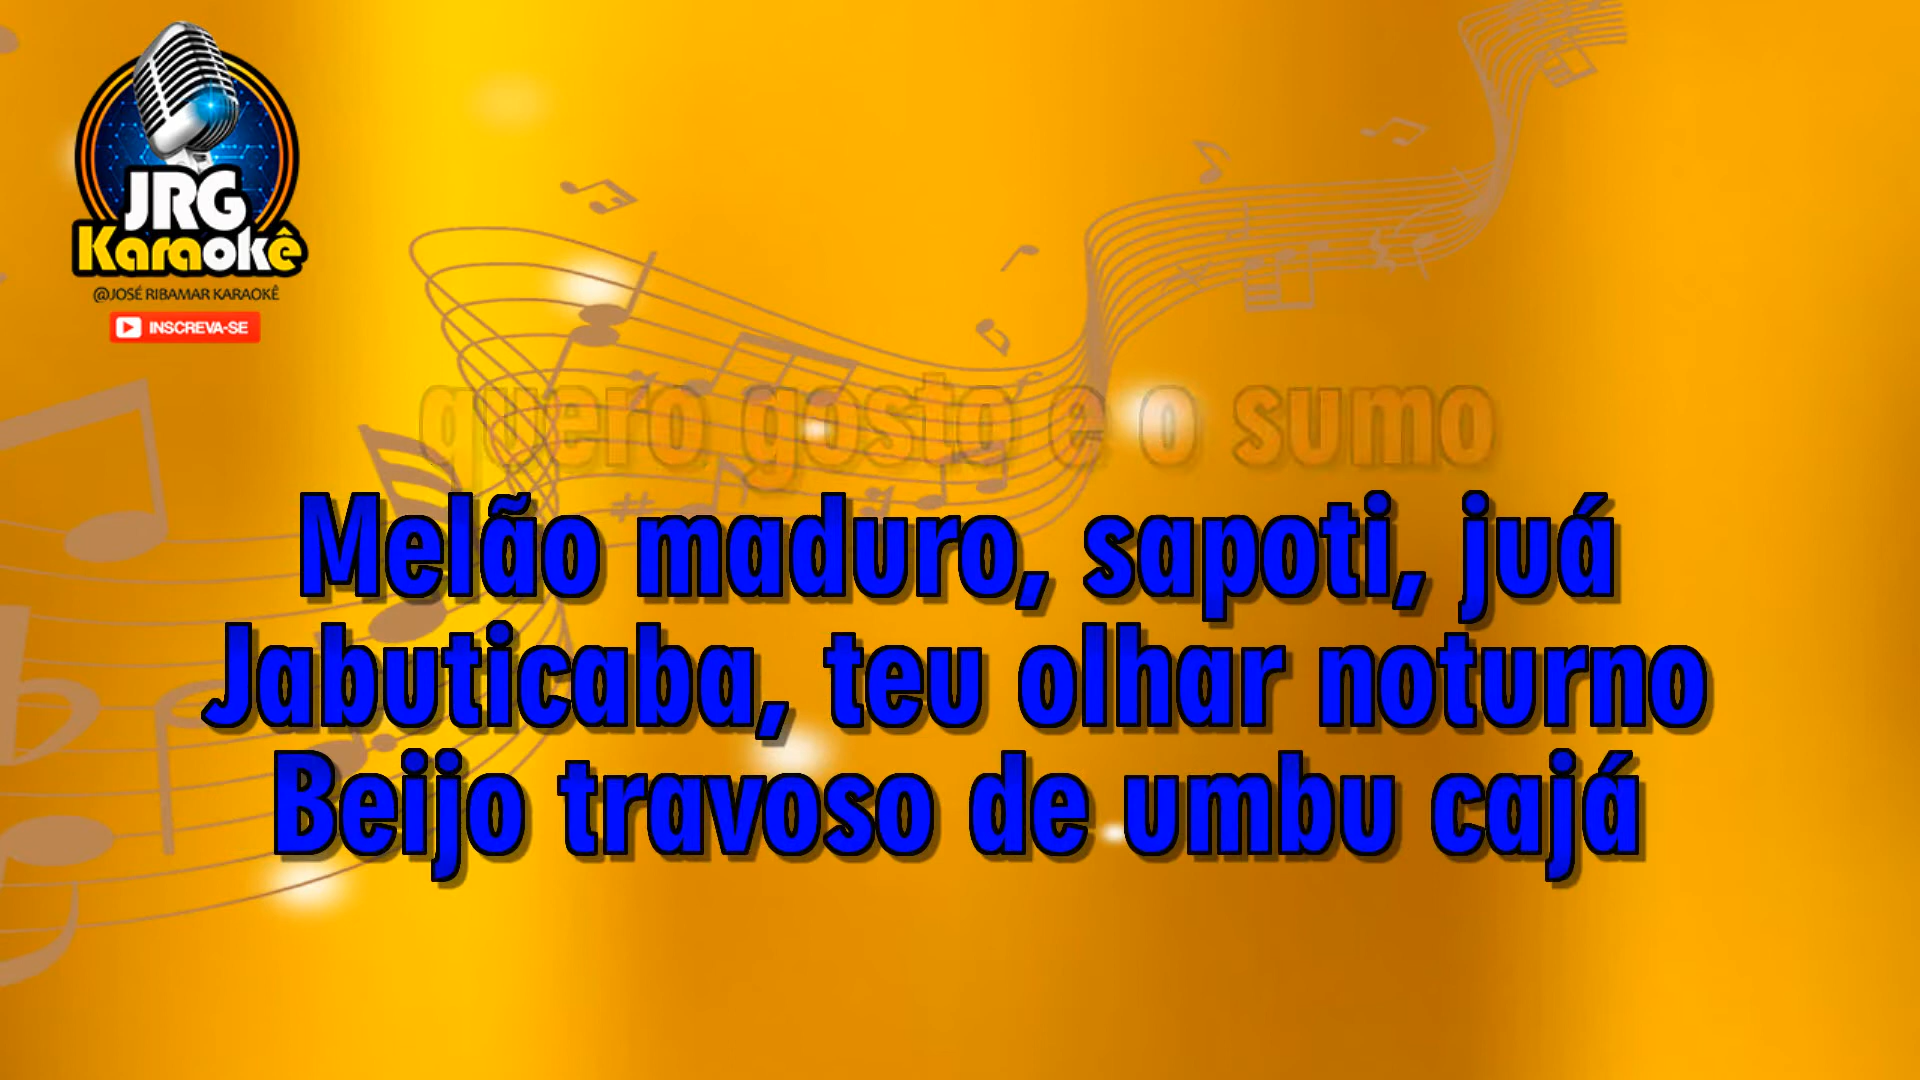 JRG
Karaokê
@JOSÉ RIBAMAR KARAOKÊ
INSCREVA-SE
quero gosto e o sumo
Melão maduro, sapoti, juá
Jabuticaba, teu olhar noturno
Beijo travoso de umbu cajá